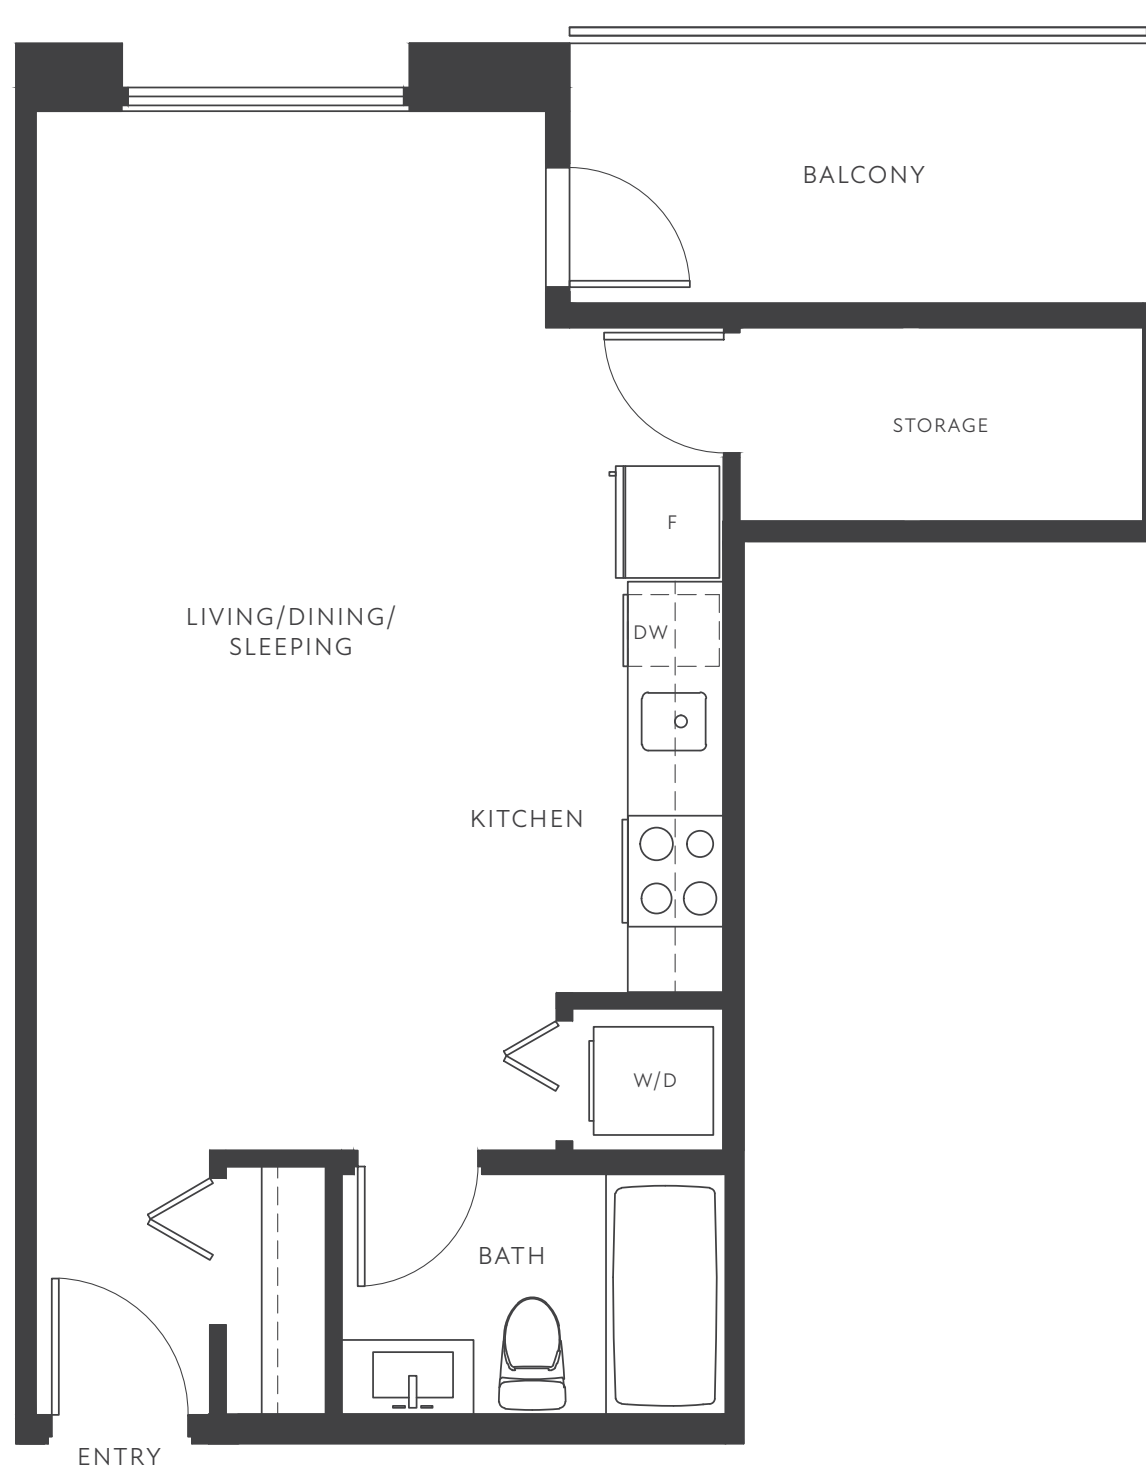 BALCONY
STORAGE
F
LIVING/DINING/
SLEEPING
DW
KITCHEN
W/D
BATH
ENTRY